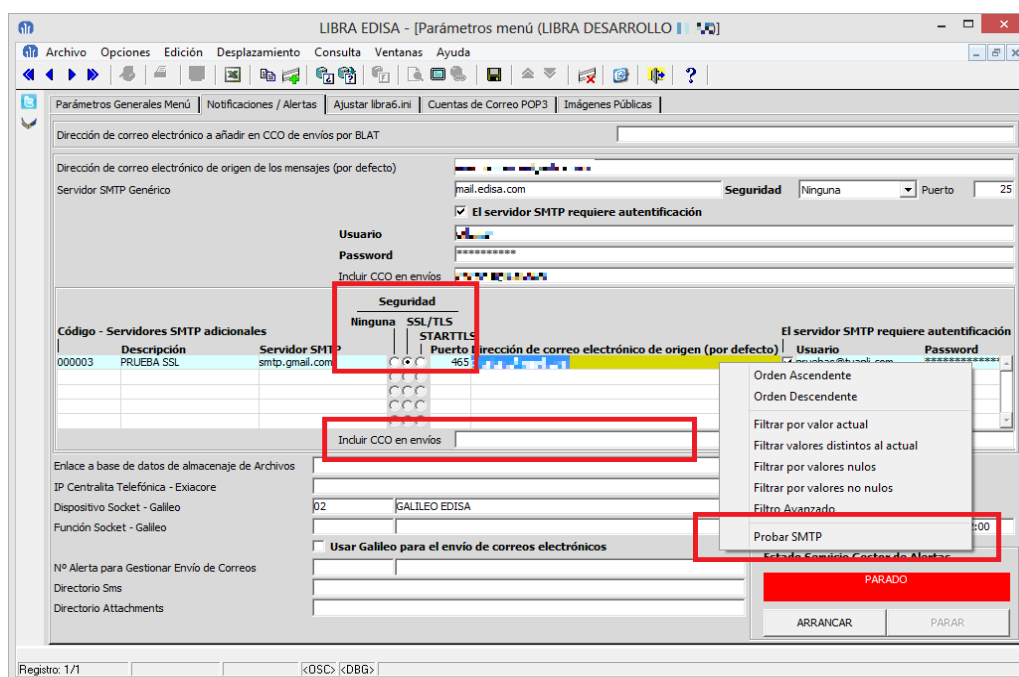 LIBRA EDISA - [Parámetros menú (LIBRA DESARROLLO
Archivo Opciones Edición Desplazamiento Consulta Ventanas Ayuda
Parámetros Generales Menú Notificaciones / Alertas Ajustar libra6.ini Cuentas de Correo POP3 Imágenes Públicas
Dirección de correo electrónico a añadir en CCO de envíos por BLAT
Dirección de correo electrónico de origen de los mensajes (por defecto)
Servidor SMTP Genérico mail.edisa.com Seguridad Ninguna Puerto 25
El servidor SMTP requiere autentificación
Usuario
Password **********
Incluir CCO en envíos
Seguridad
Ninguna SSL/TLS
Código - Servidores SMTP adicionales STARTTLS El servidor SMTP requiere autentificación
Descripción Servidor SMTP Puerto Dirección de correo electrónico de origen (por defecto) Usuario Password
000003 PRUEBA SSL smtp.gmail.com 465 pruebas@tuapli.com **************
Orden Ascendente
Orden Descendente
Filtrar por valor actual
Filtrar valores distintos al actual
Filtrar por valores nulos
Filtrar por valores no nulos
Filtro Avanzado
Probar SMTP
Incluir CCO en envíos
Enlace a base de datos de almacenaje de Archivos
IP Centralita Telefónica - Exiacore
Dispositivo Socket - Galileo 02 GALILEO EDISA
Función Socket - Galileo :00
Usar Galileo para el envío de correos electrónicos
Estado Servicio Gestor de Alertas
Nº Alerta para Gestionar Envío de Correos
PARADO
Directorio Sms
Directorio Attachments
ARRANCAR PARAR
Registro: 1/1 <OSC> <DBG>